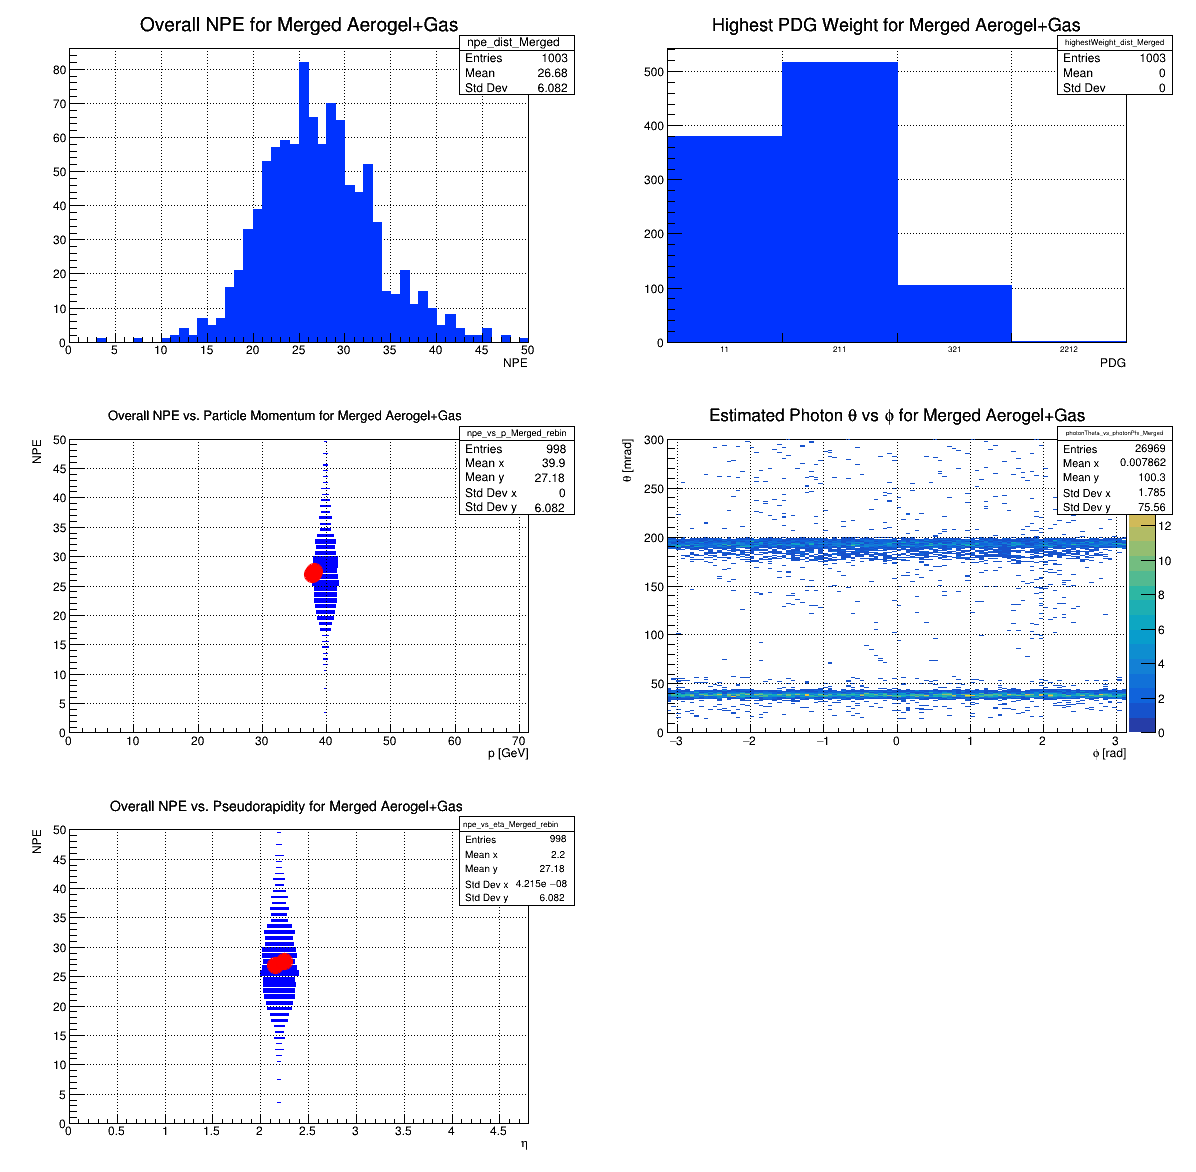 Overall NPE for Merged Aerogel+Gas
npe_dist_Merged
Entries 1003
Mean 26.68
Std Dev 6.082
80
70
60
50
40
30
20
10
0
0 5 10 15 20 25 30 35 40 45 50
NPE
Highest PDG Weight for Merged Aerogel+Gas
highestWeight_dist_Merged
Entries 1003
Mean 0
Std Dev 0
500
400
300
200
100
0
11 211 321 2212
PDG
Overall NPE vs. Particle Momentum for Merged Aerogel+Gas
NPE
npe_vs_p_Merged_rebin
Entries 998
Mean x 39.9
Mean y 27.18
Std Dev x 0
Std Dev y 6.082
50
45
40
35
30
25
20
15
10
5
0
0 10 20 30 40 50 60 70
p [GeV]
Estimated Photon θ vs ϕ for Merged Aerogel+Gas
θ [mrad]
photonTheta_vs_photonPhi_Merged
Entries 26969
Mean x 0.007862
Mean y 100.3
Std Dev x 1.785
Std Dev y 75.56
300
250
200
150
100
50
0
−3 −2 −1 0 1 2 3
ϕ [rad]
12
10
8
6
4
2
0
Overall NPE vs. Pseudorapidity for Merged Aerogel+Gas
NPE
npe_vs_eta_Merged_rebin
Entries 998
Mean x 2.2
Mean y 27.18
Std Dev x 4.215e −08
Std Dev y 6.082
50
45
40
35
30
25
20
15
10
5
0
0 0.5 1 1.5 2 2.5 3 3.5 4 4.5
η